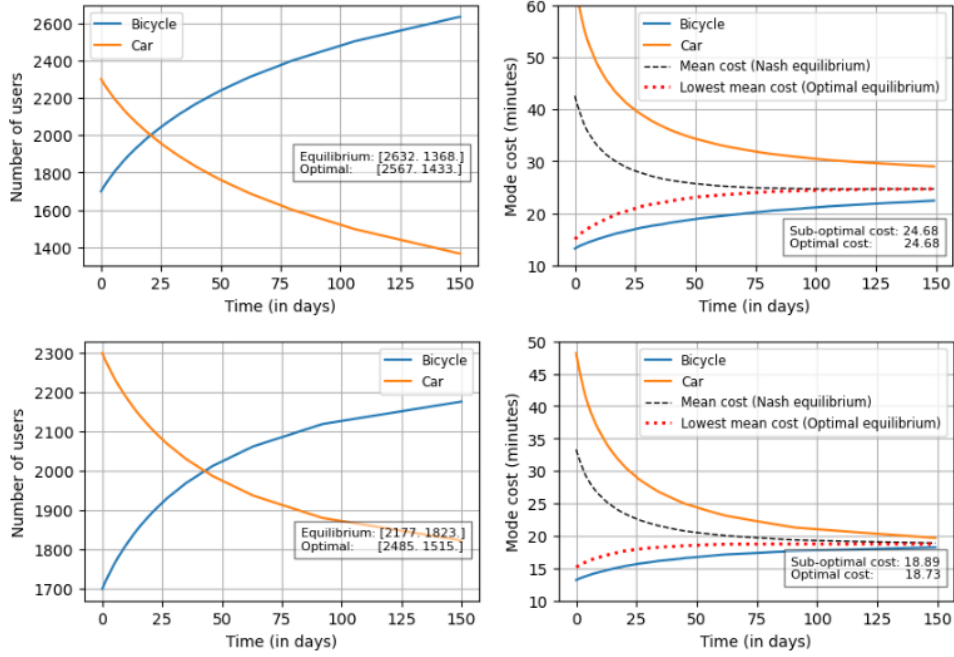 2600
2400
2200
2000
1800
1600
1400
Number of users
Bicycle
Car
Equilibrium: [2632. 1368.]
Optimal: [2567. 1433.]
0 25 50 75 100 125 150
Time (in days)
60
50
40
30
20
10
Mode cost (minutes)
Bicycle
Car
Mean cost (Nash equilibrium)
Lowest mean cost (Optimal equilibrium)
Sub-optimal cost: 24.68
Optimal cost: 24.68
0 25 50 75 100 125 150
Time (in days)
2300
2200
2100
2000
1900
1800
1700
Number of users
Bicycle
Car
Equilibrium: [2177. 1823.]
Optimal: [2485. 1515.]
0 25 50 75 100 125 150
Time (in days)
50
45
40
35
30
25
20
15
10
Mode cost (minutes)
Bicycle
Car
Mean cost (Nash equilibrium)
Lowest mean cost (Optimal equilibrium)
Sub-optimal cost: 18.89
Optimal cost: 18.73
0 25 50 75 100 125 150
Time (in days)